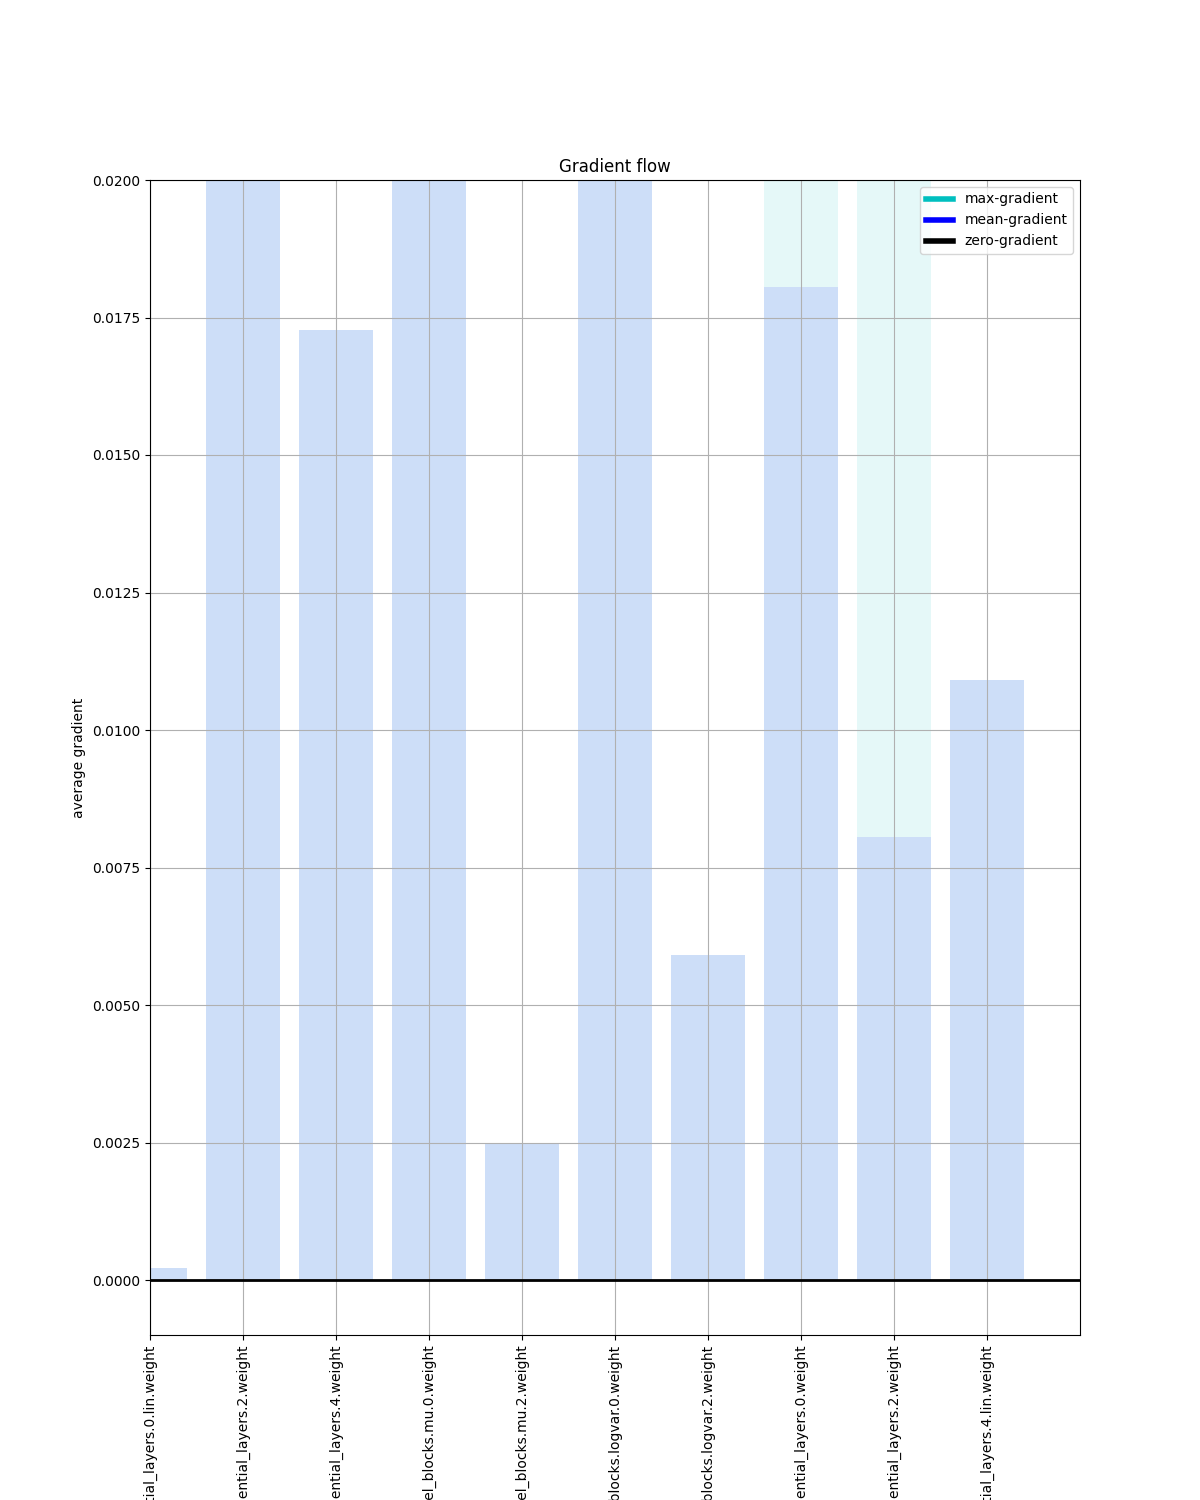 Gradient flow
max-gradient
mean-gradient
zero-gradient
average gradient
0.0200
0.0175
0.0150
0.0125
0.0100
0.0075
0.0050
0.0025
0.0000
tial_layers.0.lin.weight
ential_layers.2.weight
ential_layers.4.weight
el_blocks.mu.0.weight
el_blocks.mu.2.weight
blocks.logvar.0.weight
blocks.logvar.2.weight
ential_layers.0.weight
ential_layers.2.weight
tial_layers.4.lin.weight